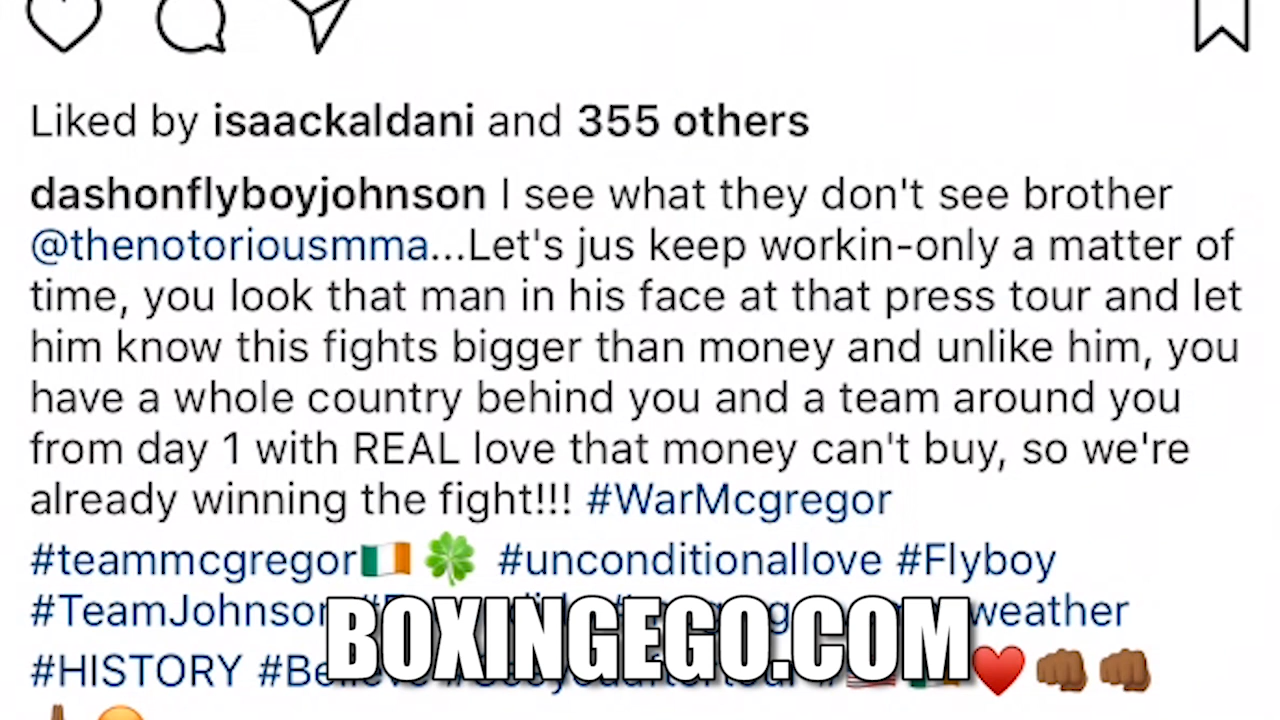 Liked by isaackaldani and 355 others
dashonflyboyjohnson I see what they don't see brother
@thenotoriousmma...Let's jus keep workin-only a matter of
time, you look that man in his face at that press tour and let
him know this fights bigger than money and unlike him, you
have a whole country behind you and a team around you
from day 1 with REAL love that money can't buy, so we're
already winning the fight!!! #WarMcgregor
#teammcgregor🇮🇪🍀 #unconditionallove #Flyboy
#TeamJohnson weather
BOXINGEGO.COM
#HISTORY ❤️👊🏾👊🏾